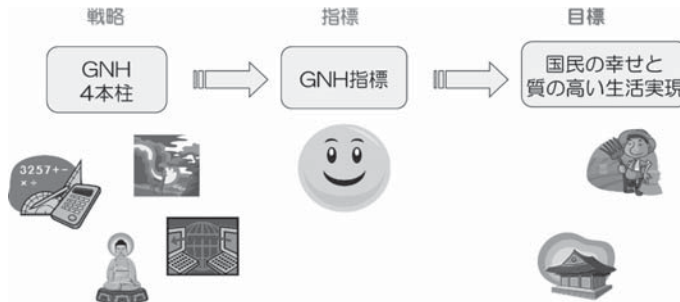 戦略
指標
目標
GNH
4本柱
GNH指標
国民の幸せと
質の高い生活実現
3257+-
×÷